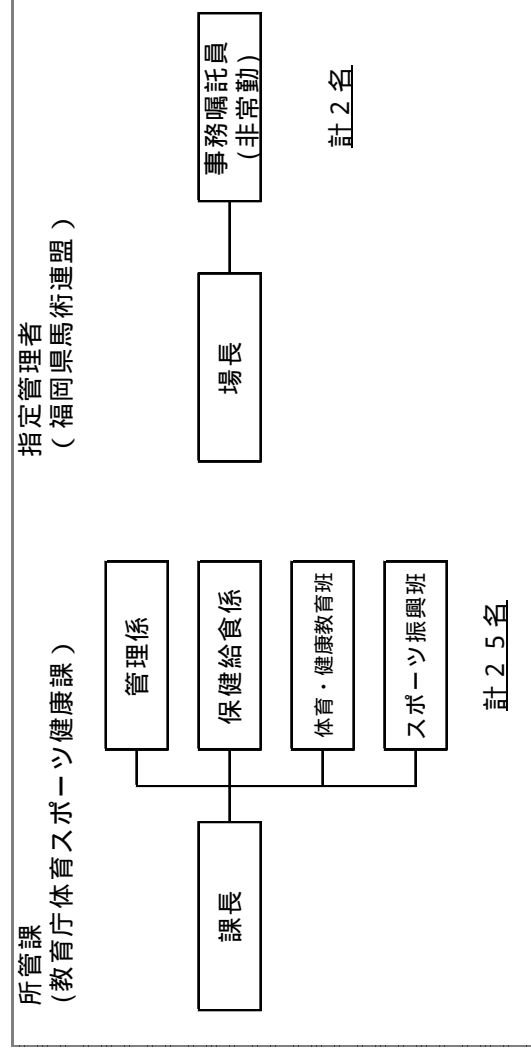 所管課
(教育庁体育スポーツ健康課)
課長
管理係
保健給食係
体育・健康教育班
スポーツ振興班
計25名
指定管理者
(福岡県馬術連盟)
場長
事務嘱託員
(非常勤)
計2名